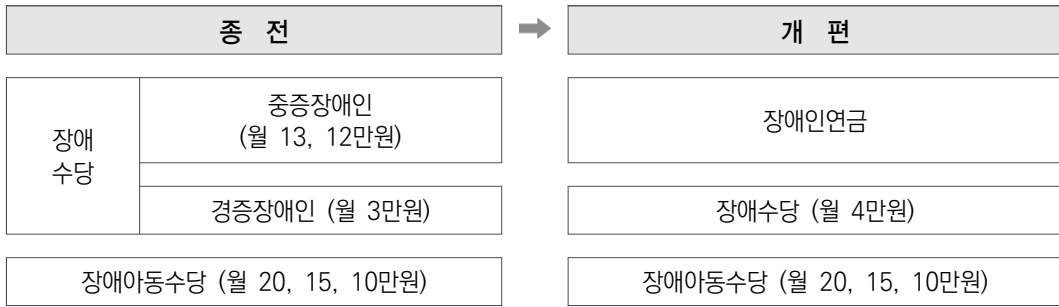 종 전
➡
개 편
장애
수당
중증장애인
(월 13, 12만원)
장애인연금
경증장애인 (월 3만원)
장애수당 (월 4만원)
장애아동수당 (월 20, 15, 10만원)
장애아동수당 (월 20, 15, 10만원)